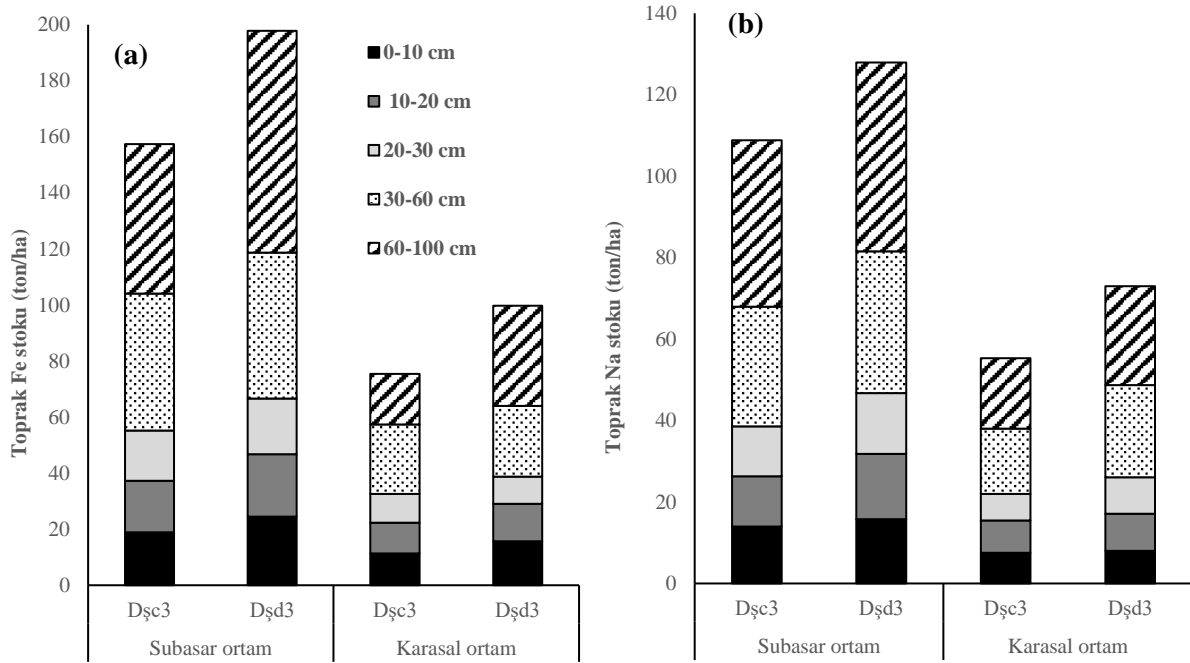 (a)
Toprak Fe stoku (ton/ha)
200
180
160
140
120
100
80
60
40
20
0
0-10 cm
10-20 cm
20-30 cm
30-60 cm
60-100 cm
Dşc3 Dşd3 Dşc3 Dşd3
Subasar ortam Karasal ortam
(b)
Toprak Na stoku (ton/ha)
140
120
100
80
60
40
20
0
Dşc3 Dşd3 Dşc3 Dşd3
Subasar ortam Karasal ortam